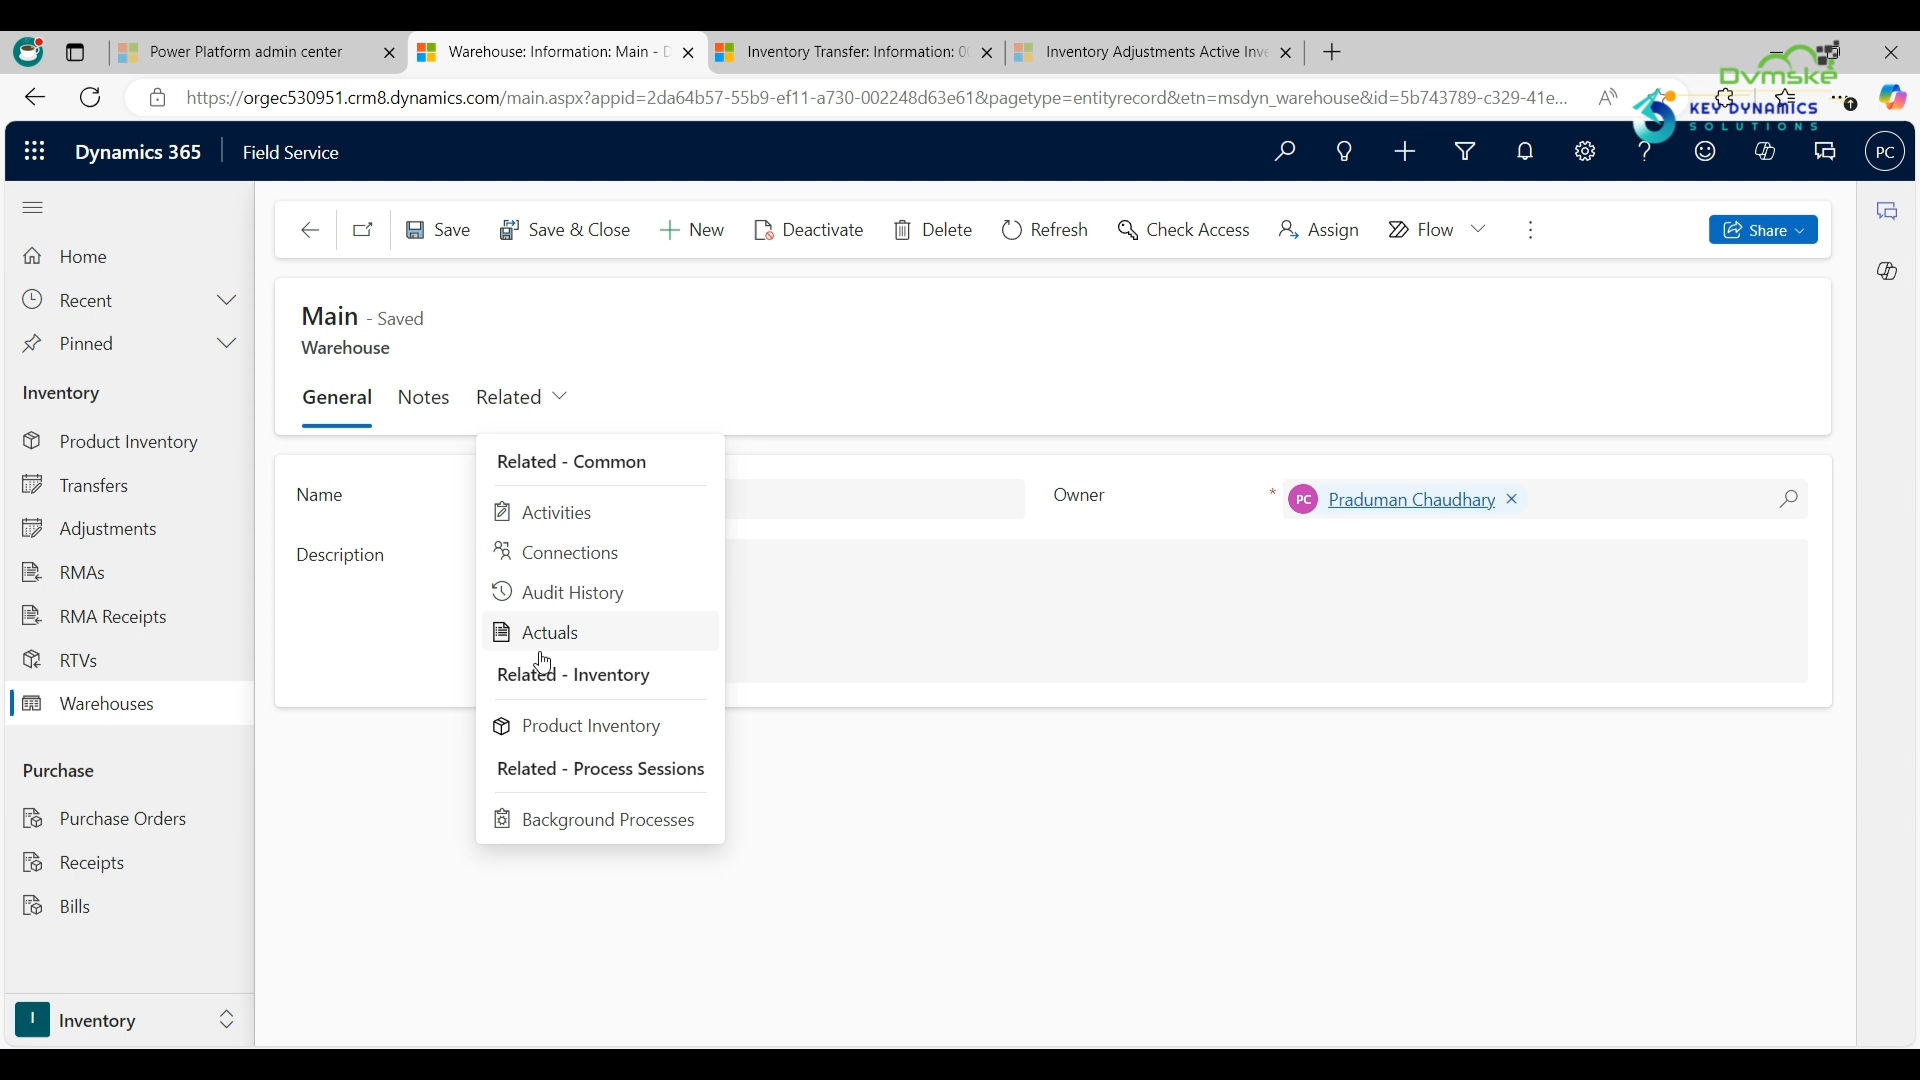 Power Platform admin center
Warehouse: Information: Main - D
Inventory Transfer: Information: 00
Inventory Adjustments Active Inve
https://orgec530951.crm8.dynamics.com/main.aspx?appid=2da64b57-55b9-ef11-a730-002248d63e61&pagetype=entityrecord&etn=msdyn_warehouse&id=5b743789-c329-41e...
Dvmske
KEY DYNAMICS
SOLUTIONS
Dynamics 365
Field Service
PC
Save
Save & Close
New
Deactivate
Delete
Refresh
Check Access
Assign
Flow
Share
Home
Recent
Pinned
Inventory
Product Inventory
Transfers
Adjustments
RMAs
RMA Receipts
RTVs
Warehouses
Purchase
Purchase Orders
Receipts
Bills
I
Inventory
Main - Saved
Warehouse
General
Notes
Related
Related - Common
Activities
Connections
Audit History
Actuals
Related - Inventory
Product Inventory
Related - Process Sessions
Background Processes
Name
Description
Owner
*
PC
Praduman Chaudhary